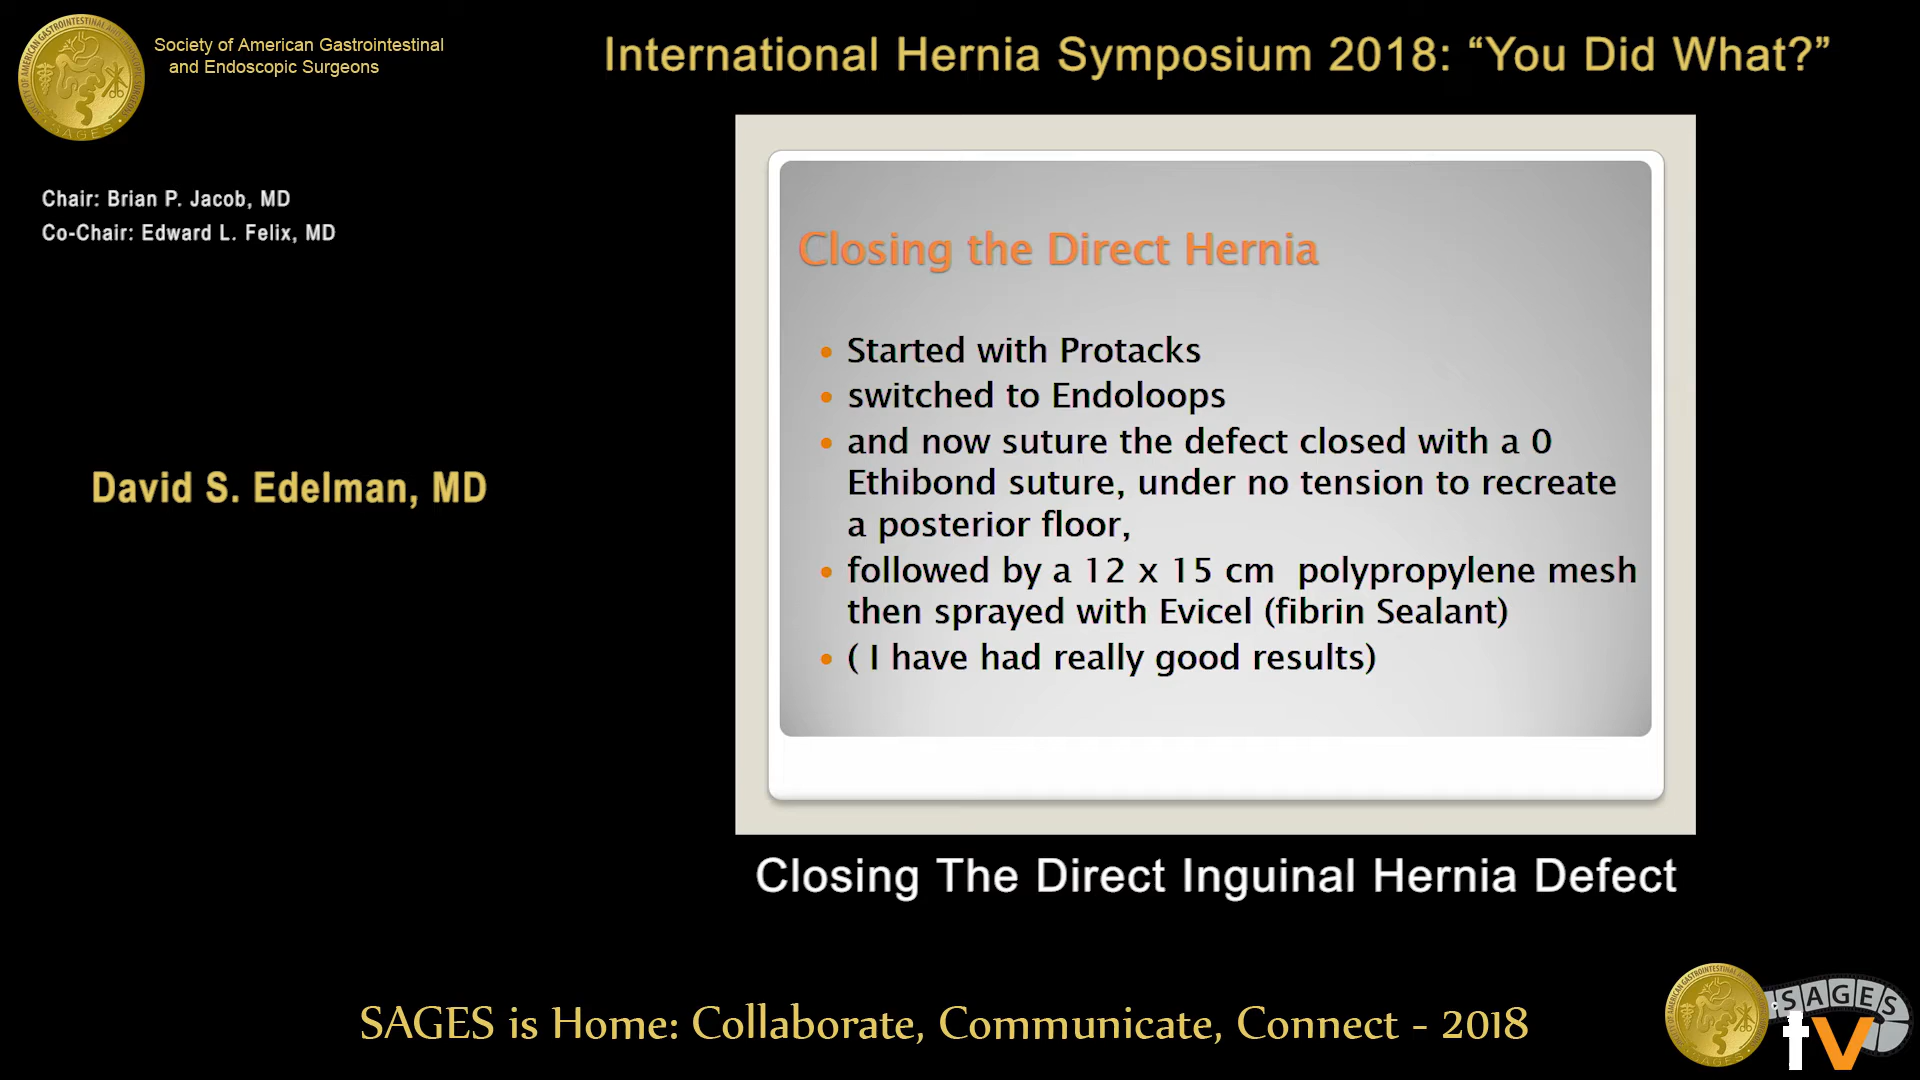 Society of American Gastrointestinal
and Endoscopic Surgeons
International Hernia Symposium 2018: “You Did What?”
Chair: Brian P. Jacob, MD
Co-Chair: Edward L. Felix, MD
David S. Edelman, MD
Closing the Direct Hernia
• Started with Protacks
• switched to Endoloops
• and now suture the defect closed with a 0
Ethibond suture, under no tension to recreate
a posterior floor,
• followed by a 12 x 15 cm polypropylene mesh
then sprayed with Evicel (fibrin Sealant)
• ( I have had really good results)
Closing The Direct Inguinal Hernia Defect
SAGES is Home: Collaborate, Communicate, Connect - 2018
SAGES
tv